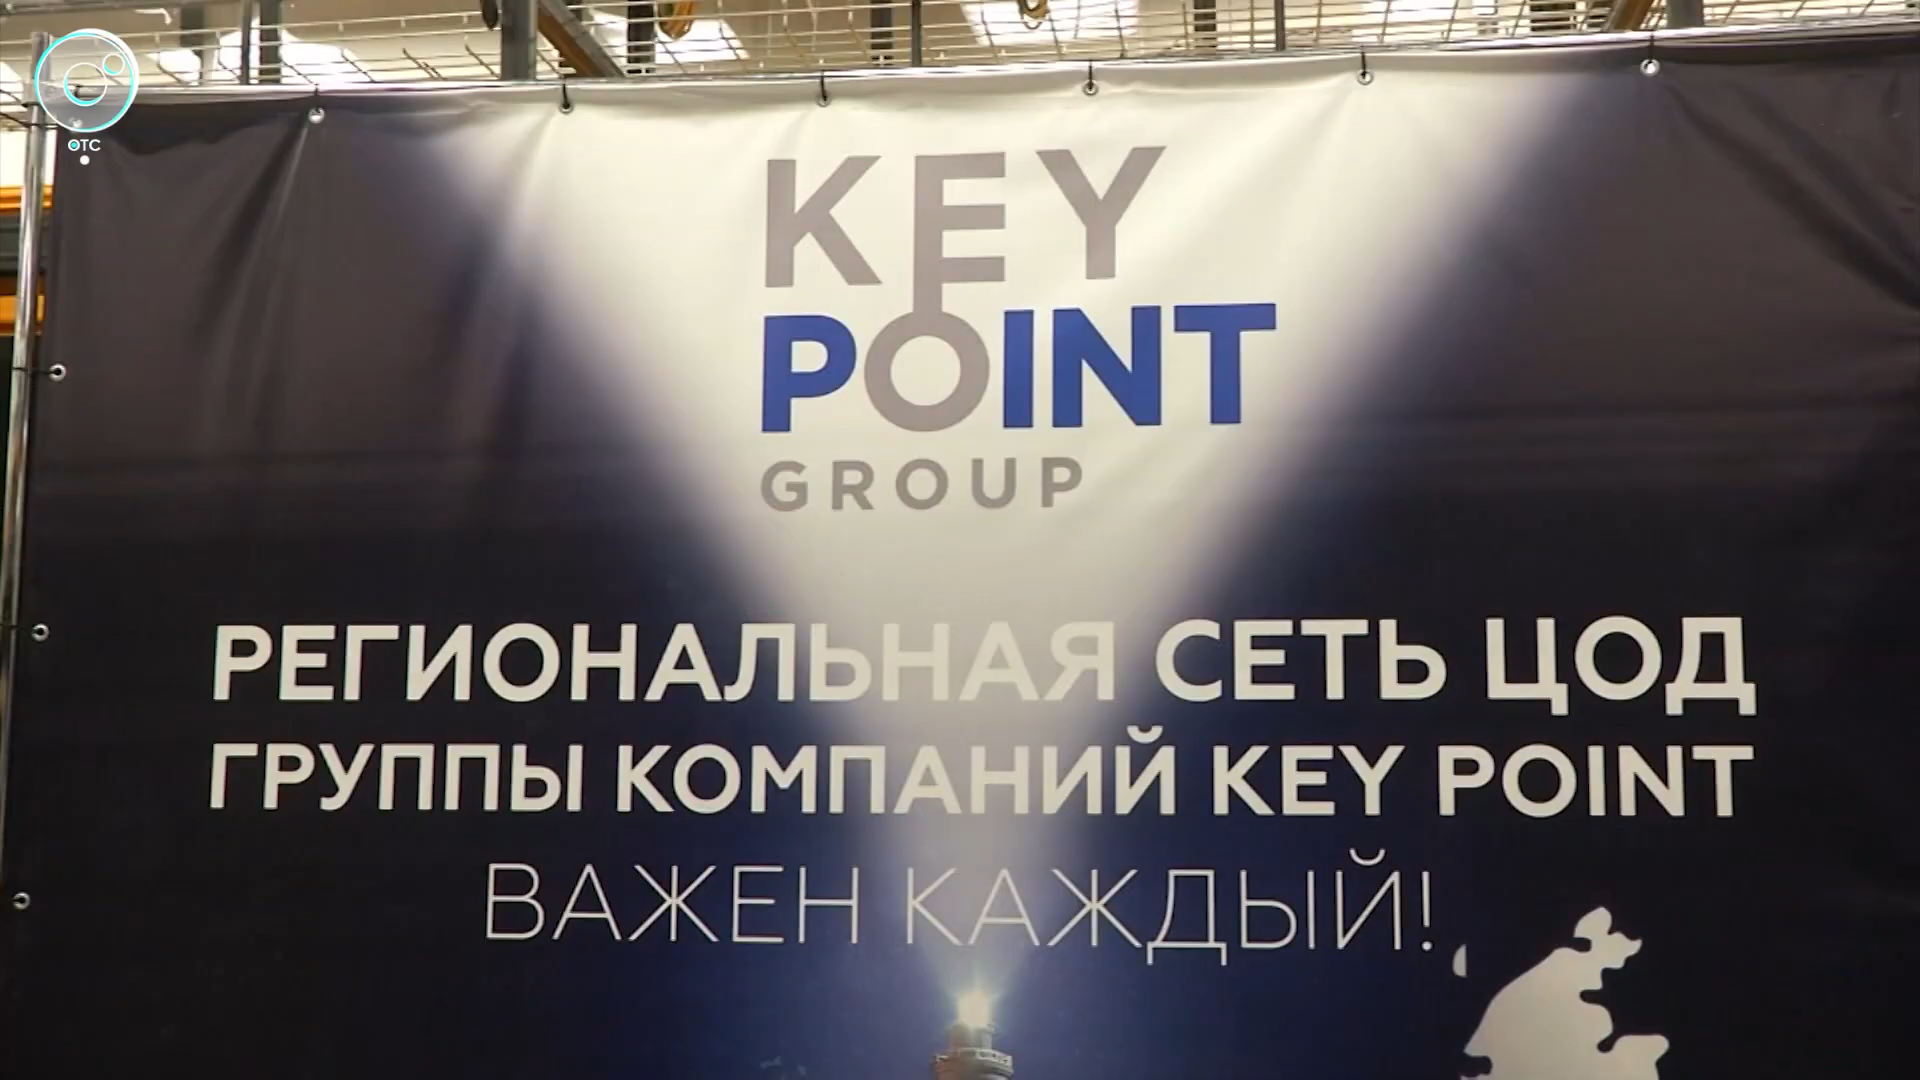 ОТС
KEY
POINT
GROUP
РЕГИОНАЛЬНАЯ СЕТЬ ЦОД
ГРУППЫ КОМПАНИЙ KEY POINT
ВАЖЕН КАЖДЫЙ!